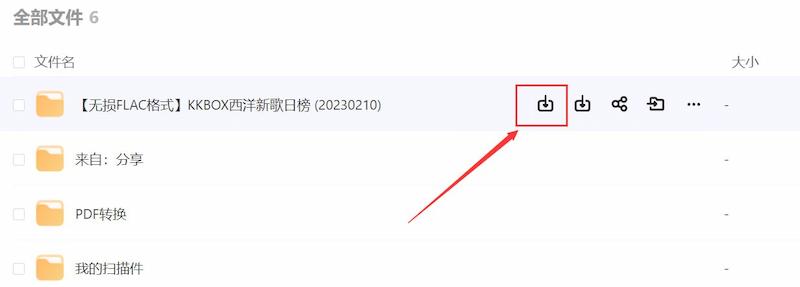 全部文件 6
文件名 大小
【无损FLAC格式】KKBOX西洋新歌日榜 (20230210) -
来自：分享 -
PDF转换 -
我的扫描件 -